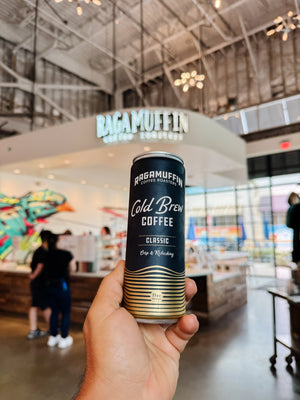 RAGAMUFFIN
COFFEE ROASTERS
RAGAMUFFIN
COFFEE ROASTERS
Cold Brew
COFFEE
CLASSIC
Crisp & Refreshing